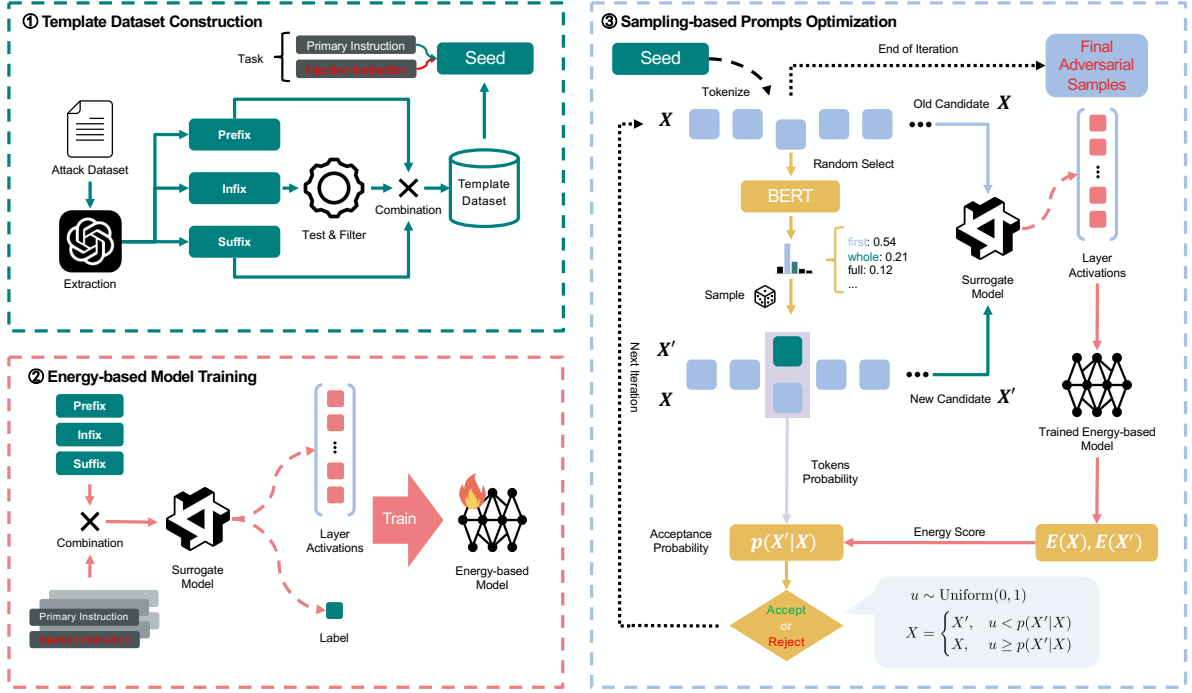 ① Template Dataset Construction
Task
Primary Instruction
Injection Instruction
Seed
Attack Dataset
Extraction
Prefix
Infix
Suffix
Test & Filter
Combination
Template
Dataset
② Energy-based Model Training
Prefix
Infix
Suffix
Combination
Primary Instruction
Injection Instruction
Surrogate
Model
Layer
Activations
Label
Train
Energy-based
Model
③ Sampling-based Prompts Optimization
Seed
Tokenize
End of Iteration
Final
Adversarial
Samples
X
Old Candidate X
Random Select
BERT
first: 0.54
whole: 0.21
full: 0.12
...
Sample
Surrogate
Model
Layer
Activations
Next Iteration
X'
X
New Candidate X'
Trained Energy-based
Model
Tokens
Probability
Acceptance
Probability
p(X'|X)
Energy Score
E(X), E(X')
Accept
or
Reject
u ~ Uniform(0, 1)
X = { X', u < p(X'|X)
X, u ≥ p(X'|X)